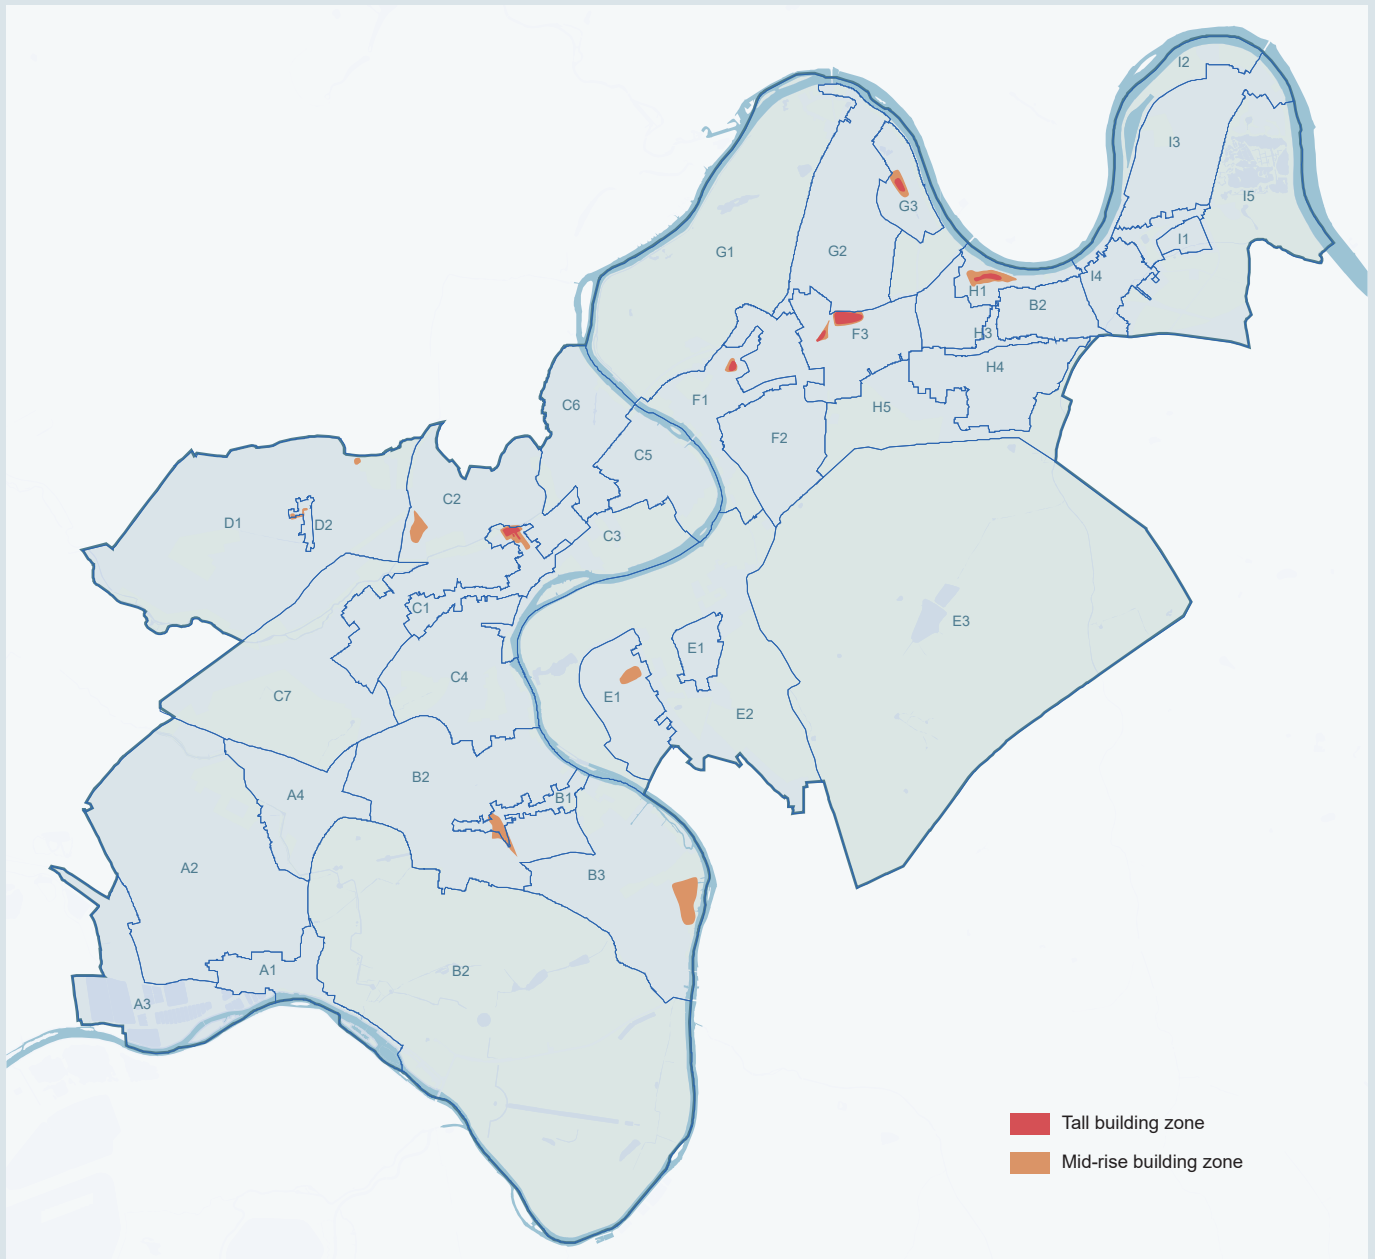 I2
I3
I5
G3
I1
G1
G2
I4
H1
B2
F3
H3
H4
F1
C6
H5
F2
C5
C2
D1
D2
C3
C1
E3
E1
C4
C7
E1
E2
B2
A4
B1
A2
B3
A1
B2
A3
Tall building zone
Mid-rise building zone